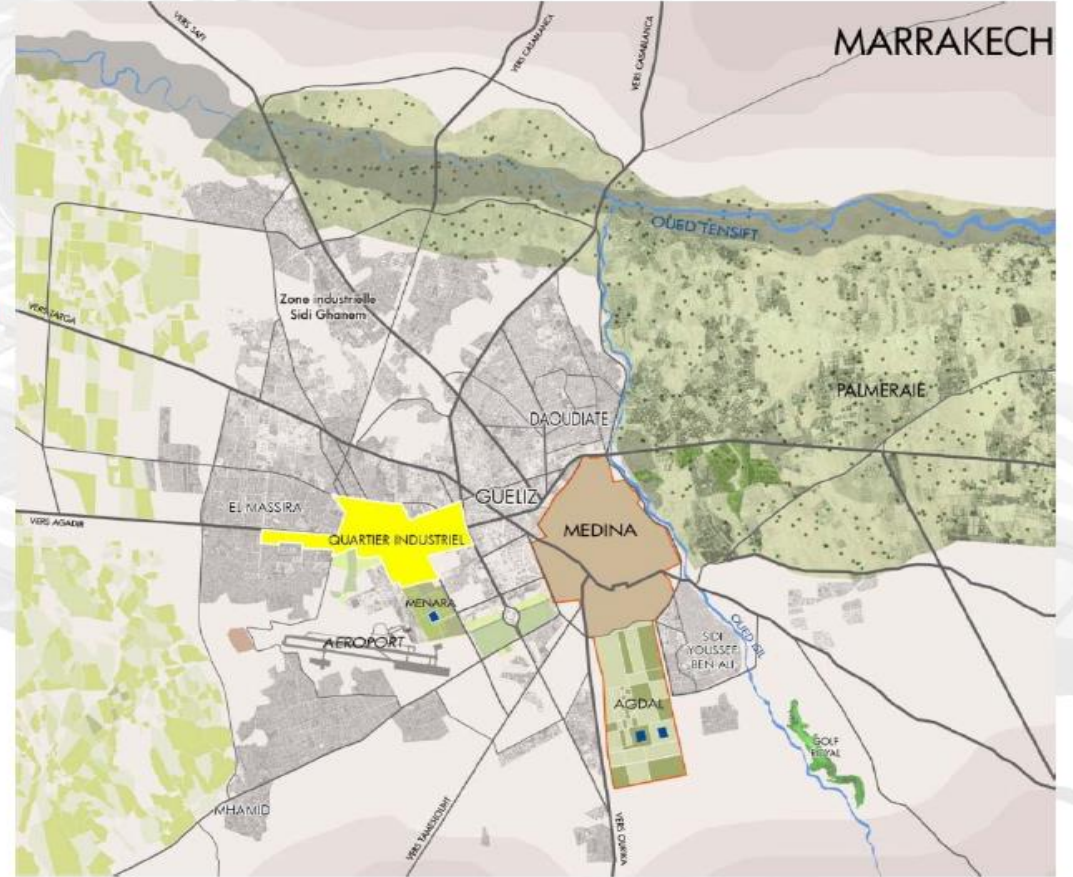 MARRAKECH
VERS SAFI
VERS CASABLANCA
VERS CASABLANCA
OUED TENSIFT
Zone industrielle
Sidi Ghanem
VERS TARGA
PALMERAIE
DAOUDIATE
GUELIZ
EL MASSIRA
VERS AGADIR
QUARTIER INDUSTRIEL
MEDINA
MENARA
AEROPORT
OUED ISIL
SIDI
YOUSSEF
BEN ALI
AGDAL
GOLF
ROYAL
MHAMID
VERS TAMESLOUHT
VERS OURIKA